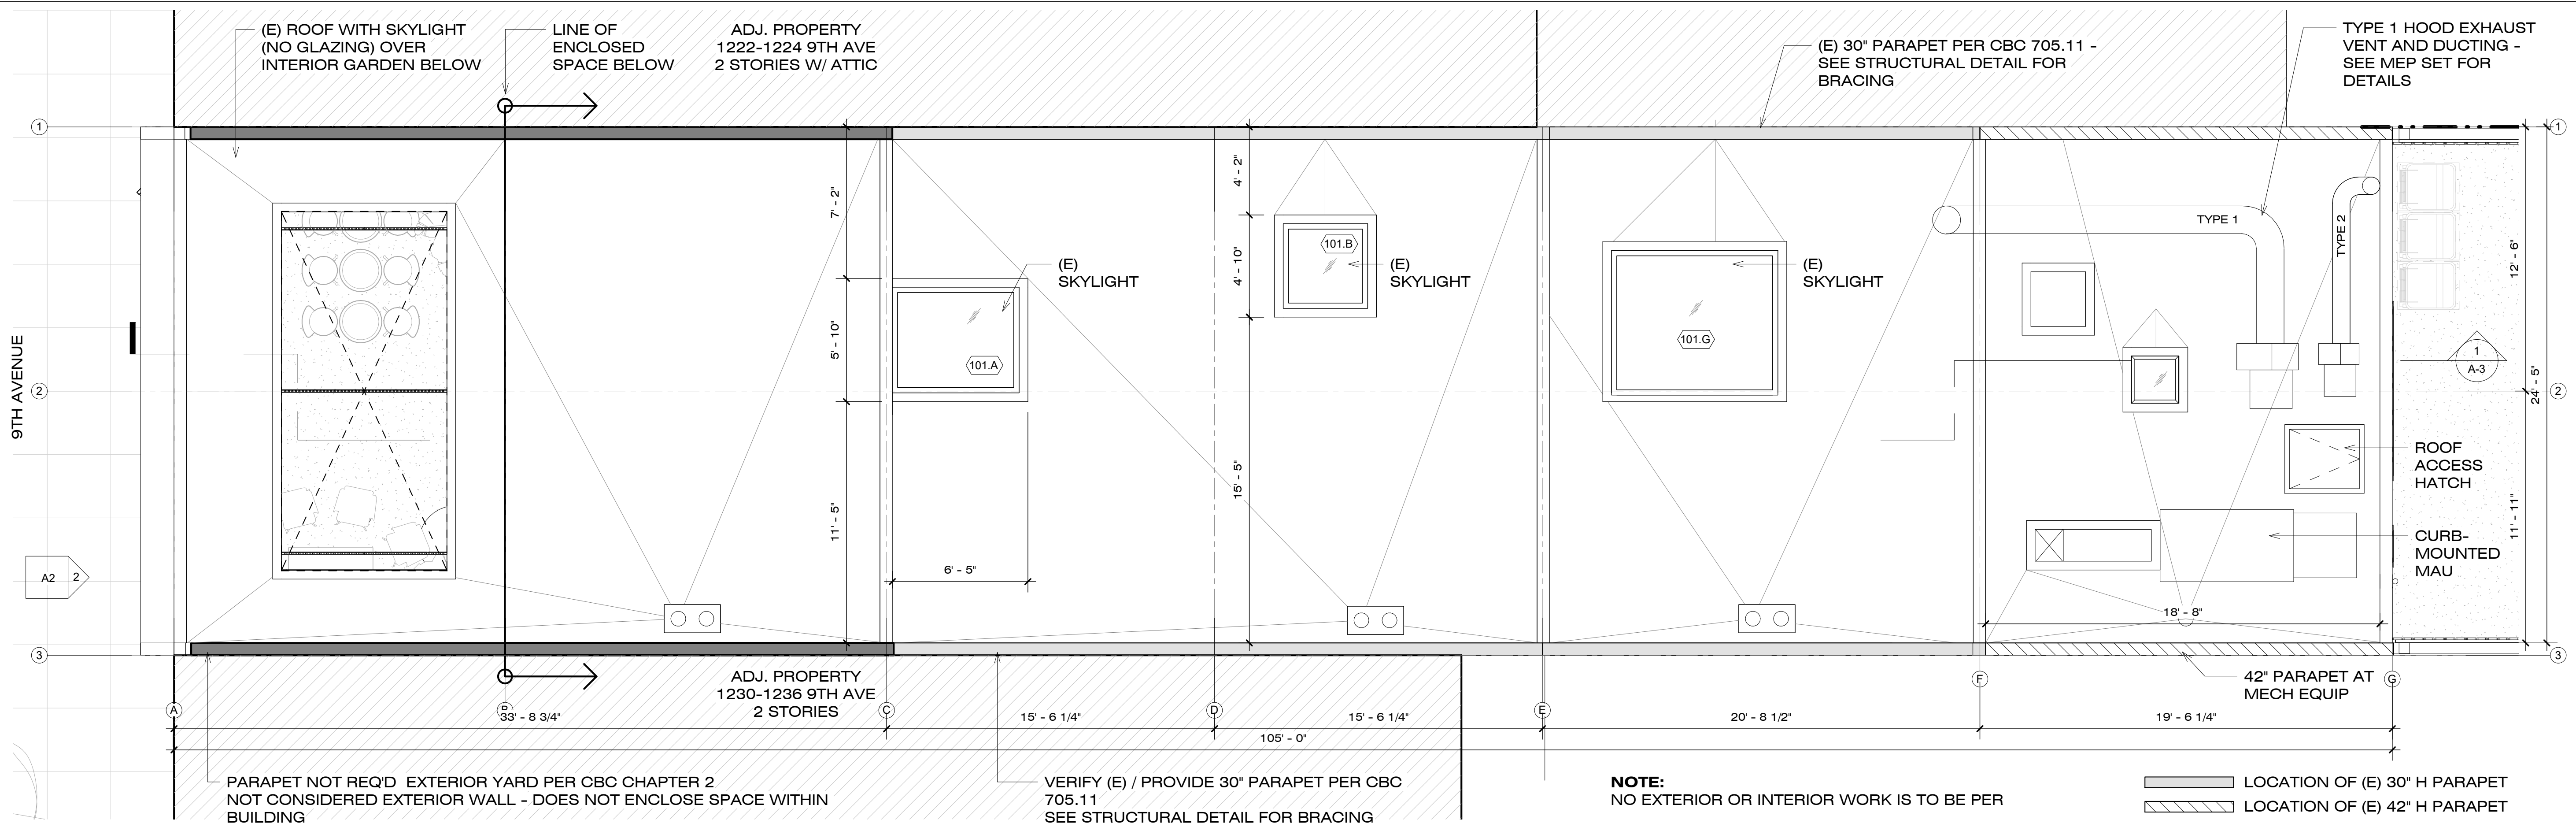 (E) ROOF WITH SKYLIGHT
(NO GLAZING) OVER
INTERIOR GARDEN BELOW
LINE OF
ENCLOSED
SPACE BELOW
ADJ. PROPERTY
1222-1224 9TH AVE
2 STORIES W/ ATTIC
(E) 30" PARAPET PER CBC 705.11 -
SEE STRUCTURAL DETAIL FOR
BRACING
TYPE 1 HOOD EXHAUST
VENT AND DUCTING -
SEE MEP SET FOR
DETAILS
1
1
7' - 2"
4' - 2"
4' - 10"
101.B
(E)
SKYLIGHT
(E)
SKYLIGHT
(E)
SKYLIGHT
TYPE 1
TYPE 2
12' - 6"
5' - 10"
101.A
101.G
1
A-3
9TH AVENUE
2
2
24' - 5"
11' - 5"
15' - 5"
ROOF
ACCESS
HATCH
11' - 11"
CURB-
MOUNTED
MAU
A2
2
6' - 5"
18' - 8"
3
3
ADJ. PROPERTY
1230-1236 9TH AVE
2 STORIES
42" PARAPET AT
MECH EQUIP
A
C
D
E
F
G
33' - 8 3/4"
15' - 6 1/4"
15' - 6 1/4"
20' - 8 1/2"
19' - 6 1/4"
105' - 0"
PARAPET NOT REQ'D EXTERIOR YARD PER CBC CHAPTER 2
NOT CONSIDERED EXTERIOR WALL - DOES NOT ENCLOSE SPACE WITHIN
BUILDING
VERIFY (E) / PROVIDE 30" PARAPET PER CBC
705.11
SEE STRUCTURAL DETAIL FOR BRACING
NOTE:
NO EXTERIOR OR INTERIOR WORK IS TO BE PER
LOCATION OF (E) 30" H PARAPET
LOCATION OF (E) 42" H PARAPET